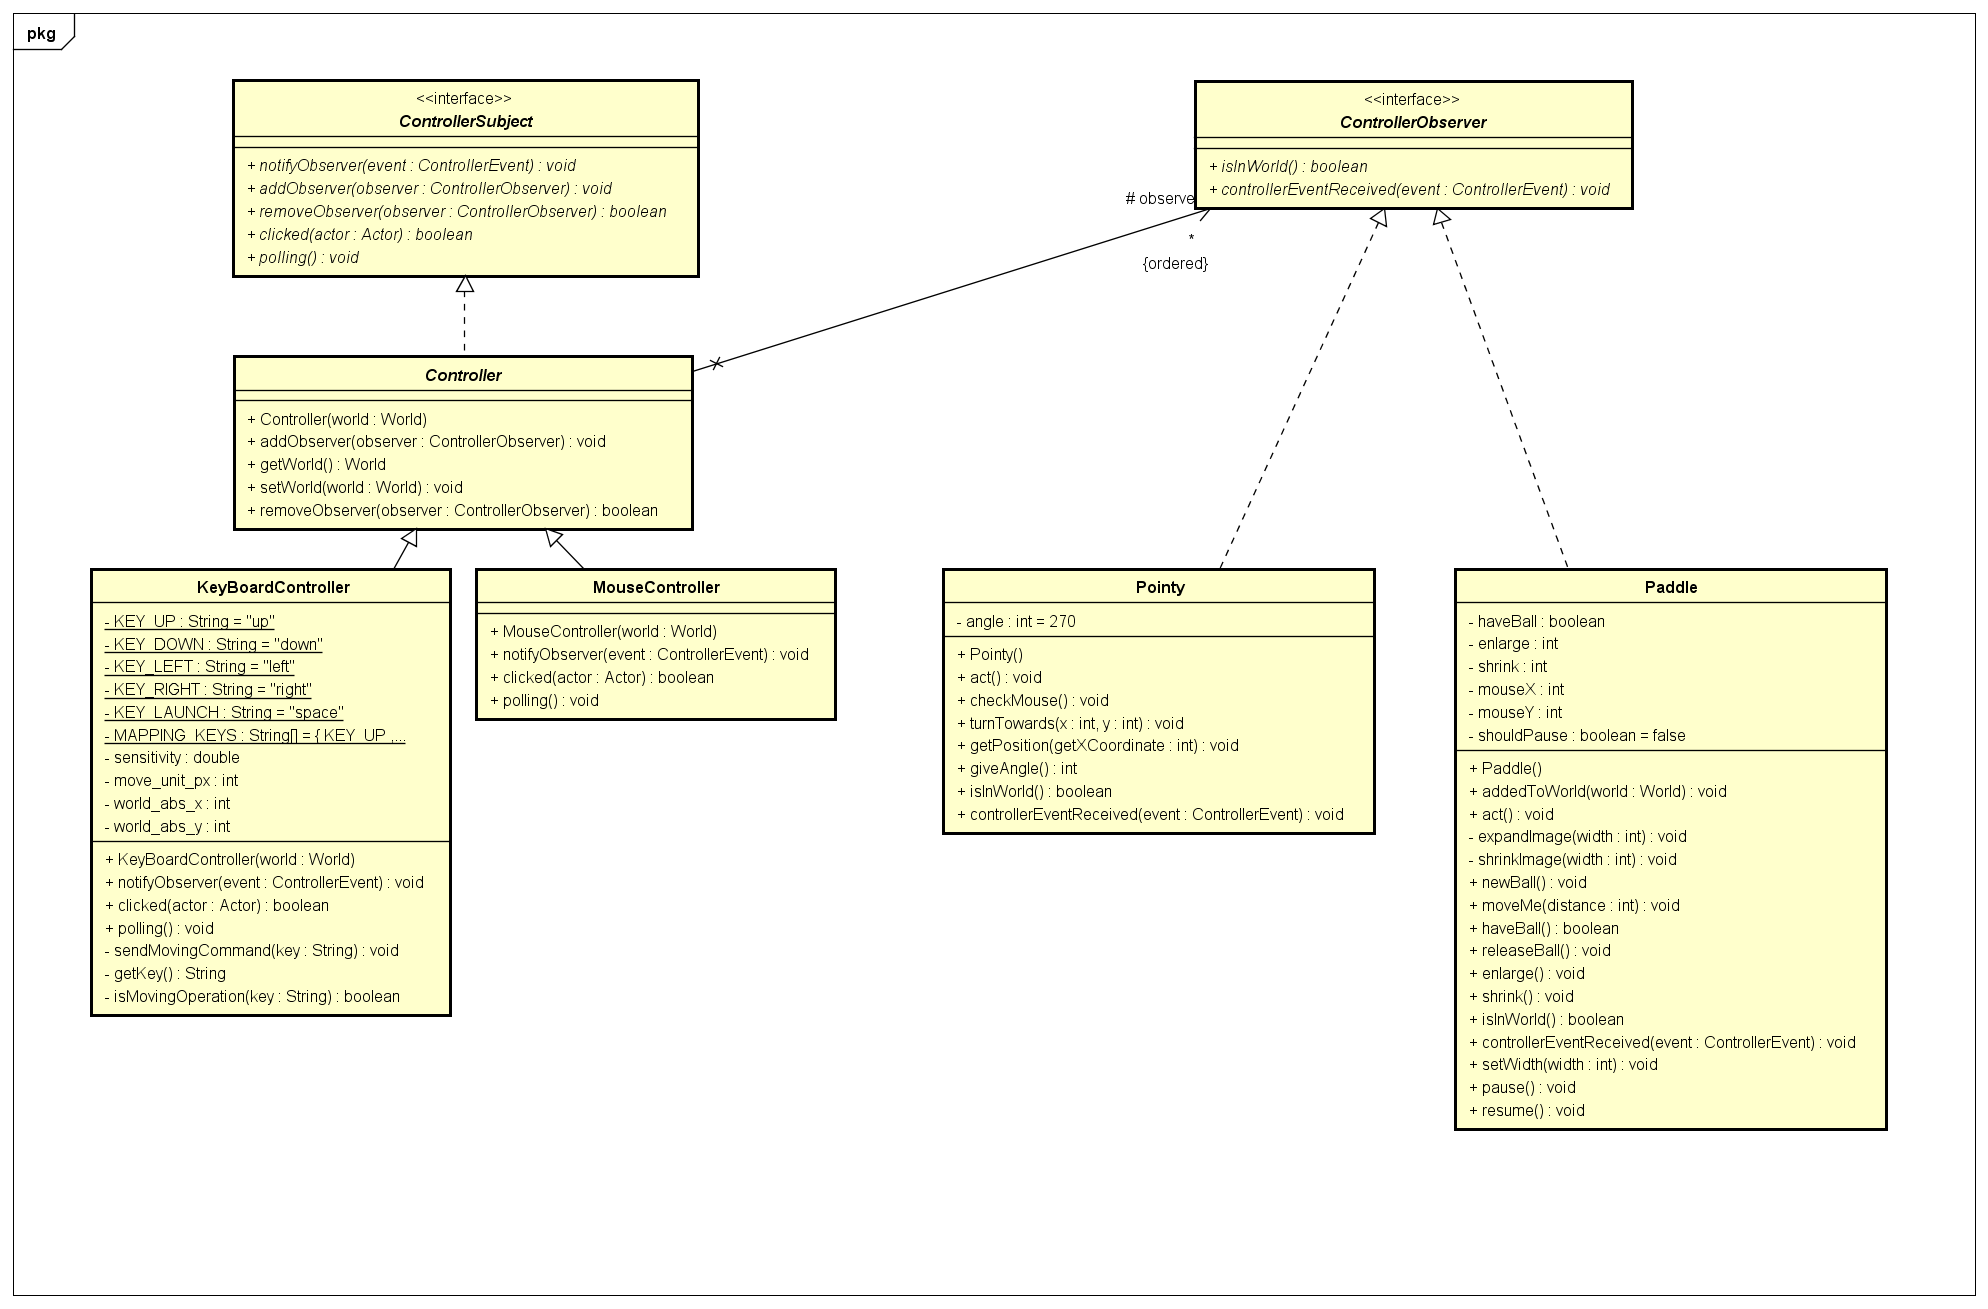 pkg
<<interface>>
ControllerSubject
+ notifyObserver(event : ControllerEvent) : void
+ addObserver(observer : ControllerObserver) : void
+ removeObserver(observer : ControllerObserver) : boolean
+ clicked(actor : Actor) : boolean
+ polling() : void
<<interface>>
ControllerObserver
+ isInWorld() : boolean
+ controllerEventReceived(event : ControllerEvent) : void
# observe
*
{ordered}
Controller
+ Controller(world : World)
+ addObserver(observer : ControllerObserver) : void
+ getWorld() : World
+ setWorld(world : World) : void
+ removeObserver(observer : ControllerObserver) : boolean
KeyBoardController
- KEY_UP : String = "up"
- KEY_DOWN : String = "down"
- KEY_LEFT : String = "left"
- KEY_RIGHT : String = "right"
- KEY_LAUNCH : String = "space"
- MAPPING_KEYS : String[] = { KEY_UP ,...
- sensitivity : double
- move_unit_px : int
- world_abs_x : int
- world_abs_y : int
+ KeyBoardController(world : World)
+ notifyObserver(event : ControllerEvent) : void
+ clicked(actor : Actor) : boolean
+ polling() : void
- sendMovingCommand(key : String) : void
- getKey() : String
- isMovingOperation(key : String) : boolean
MouseController
+ MouseController(world : World)
+ notifyObserver(event : ControllerEvent) : void
+ clicked(actor : Actor) : boolean
+ polling() : void
Pointy
- angle : int = 270
+ Pointy()
+ act() : void
+ checkMouse() : void
+ turnTowards(x : int, y : int) : void
+ getPosition(getXCoordinate : int) : void
+ giveAngle() : int
+ isInWorld() : boolean
+ controllerEventReceived(event : ControllerEvent) : void
Paddle
- haveBall : boolean
- enlarge : int
- shrink : int
- mouseX : int
- mouseY : int
- shouldPause : boolean = false
+ Paddle()
+ addedToWorld(world : World) : void
+ act() : void
- expandImage(width : int) : void
- shrinkImage(width : int) : void
+ newBall() : void
+ moveMe(distance : int) : void
+ haveBall() : boolean
+ releaseBall() : void
+ enlarge() : void
+ shrink() : void
+ isInWorld() : boolean
+ controllerEventReceived(event : ControllerEvent) : void
+ setWidth(width : int) : void
+ pause() : void
+ resume() : void